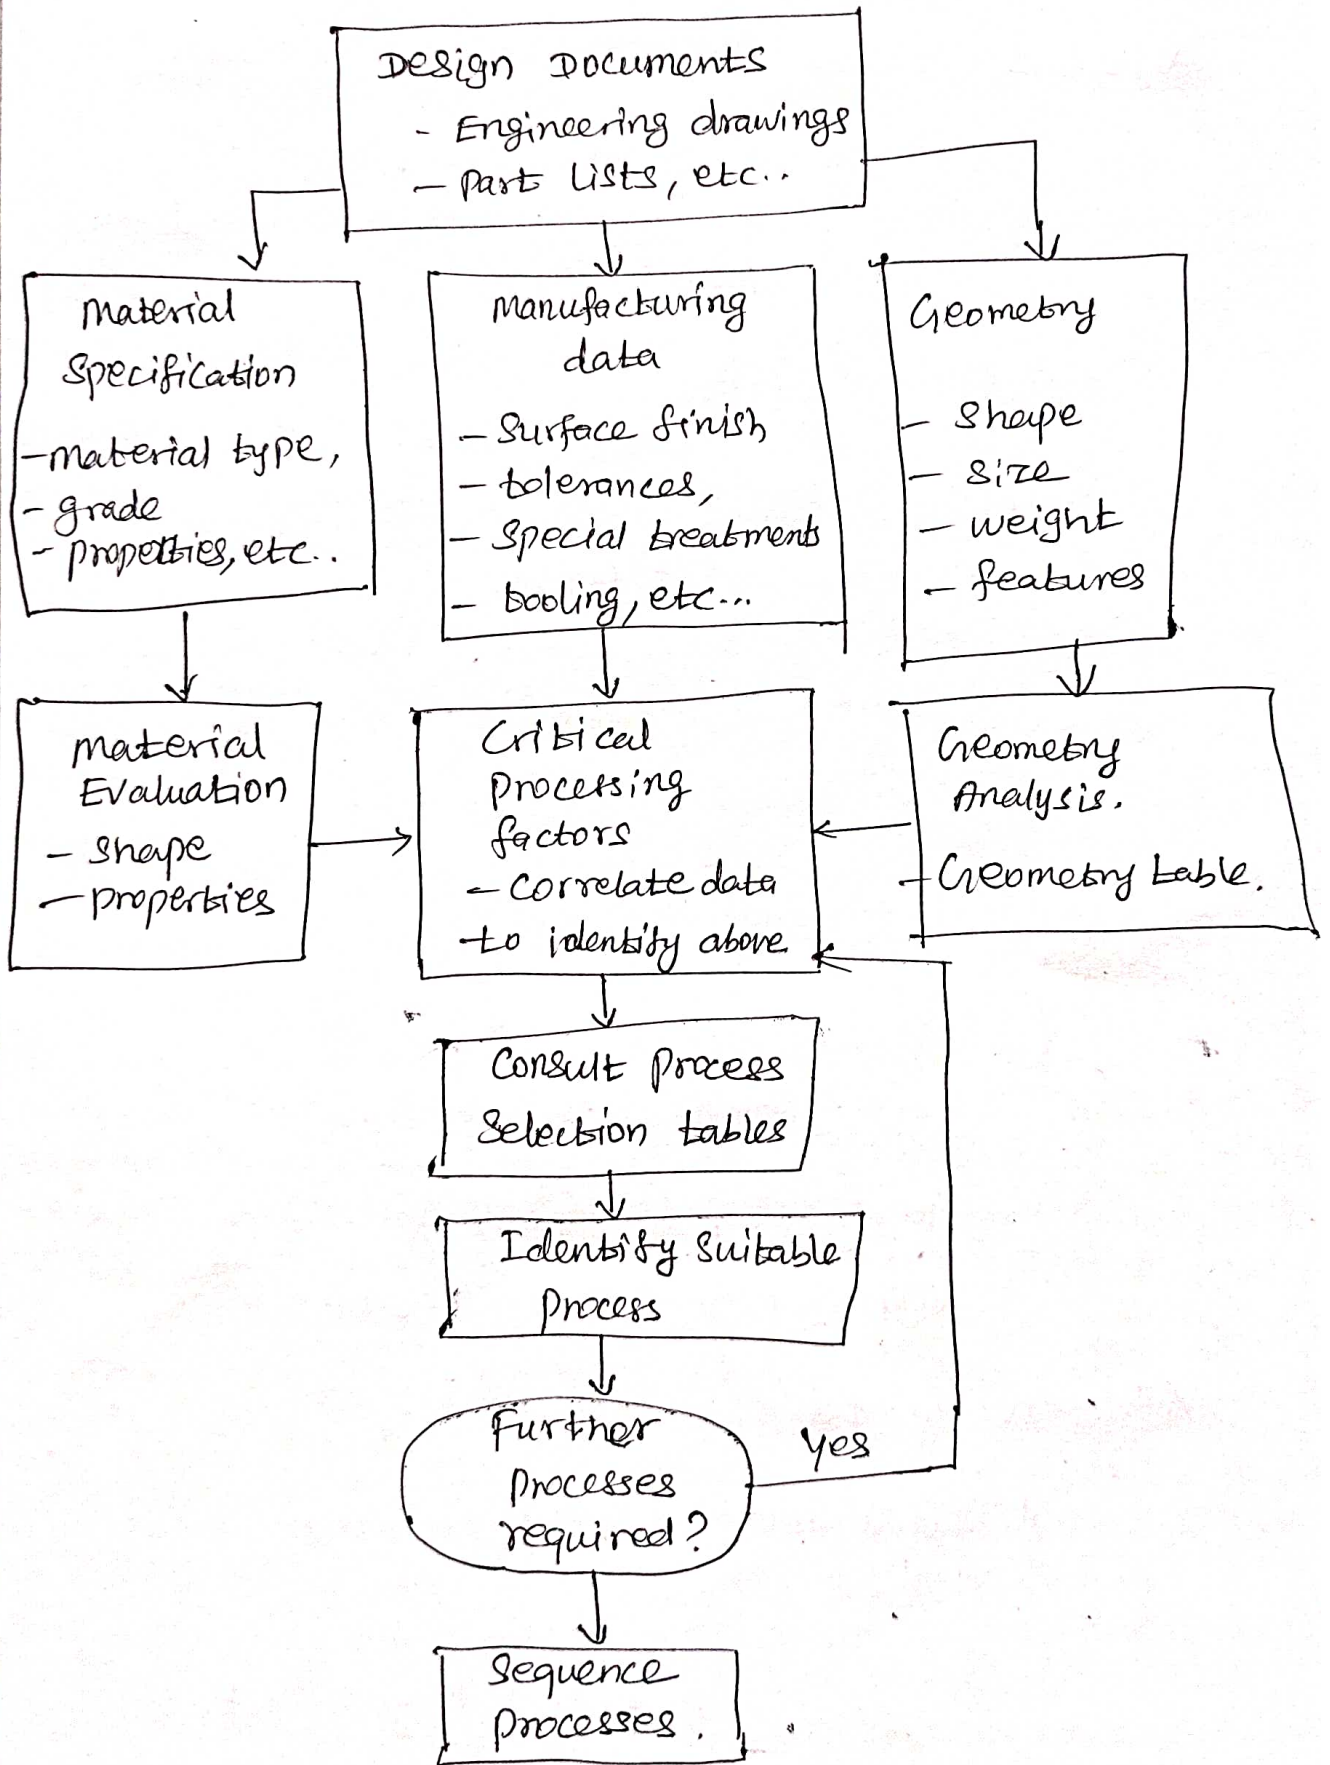 Design Documents
- Engineering drawings
- Part lists, etc..
Material
Specification
- material type,
- grade
- properties, etc..
Manufacturing
data
- Surface finish
- tolerances,
- Special treatments
- tooling, etc...
Geometry
- Shape
- Size
- weight
- features
Material
Evaluation
- Shape
- properties
Critical
Processing
factors
- Correlate data
to identify above.
Geometry
Analysis.
- Geometry table.
Consult Process
Selection tables
Identify Suitable
Process
Further
Processes
required?
Yes
Sequence
Processes.